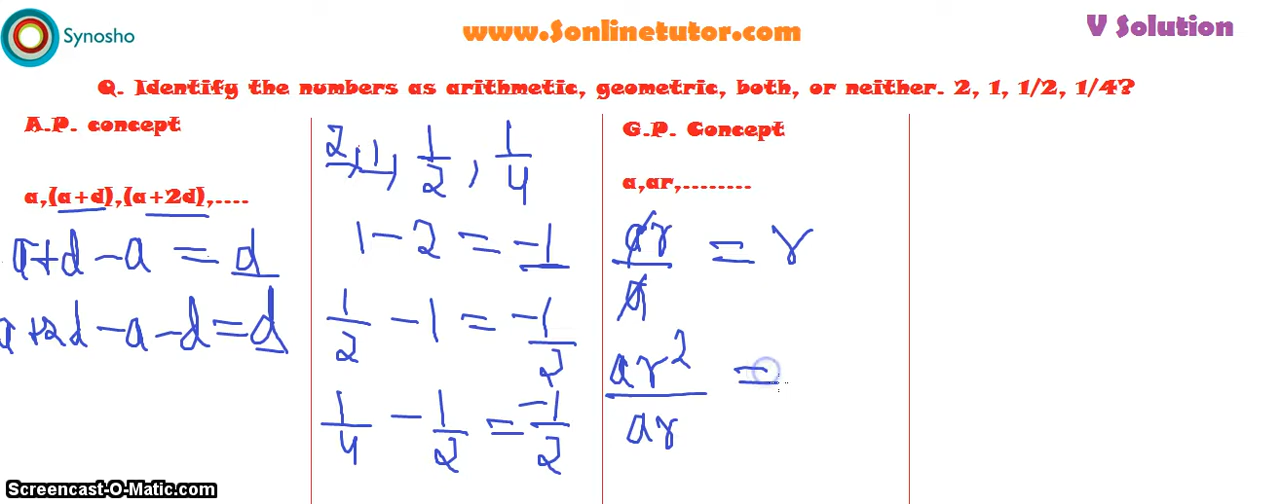 Synosho
www.Sonlinetutor.com
V Solution
Q. Identify the numbers as arithmetic, geometric, both, or neither. 2, 1, 1/2, 1/4?
A.P. concept
a,(a+d),(a+2d),....
a+d-a = d
a+2d-a-d=d
2, 1, 1/2, 1/4
1-2 = -1
1/2 -1 = -1/2
1/4 - 1/2 = -1/2
G.P. Concept
a,ar,........
ar/a = r
ar²/ar =
Screencast-O-Matic.com